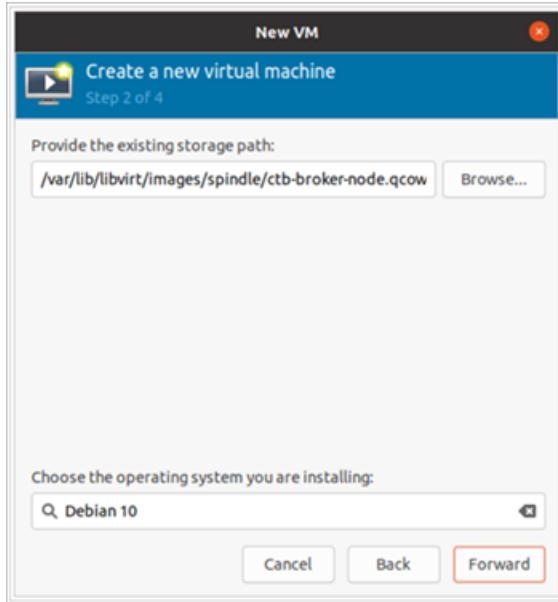 New VM
Create a new virtual machine
Step 2 of 4
Provide the existing storage path:
/var/lib/libvirt/images/spindle/ctb-broker-node.qcow
Browse...
Choose the operating system you are installing:
Debian 10
Cancel
Back
Forward